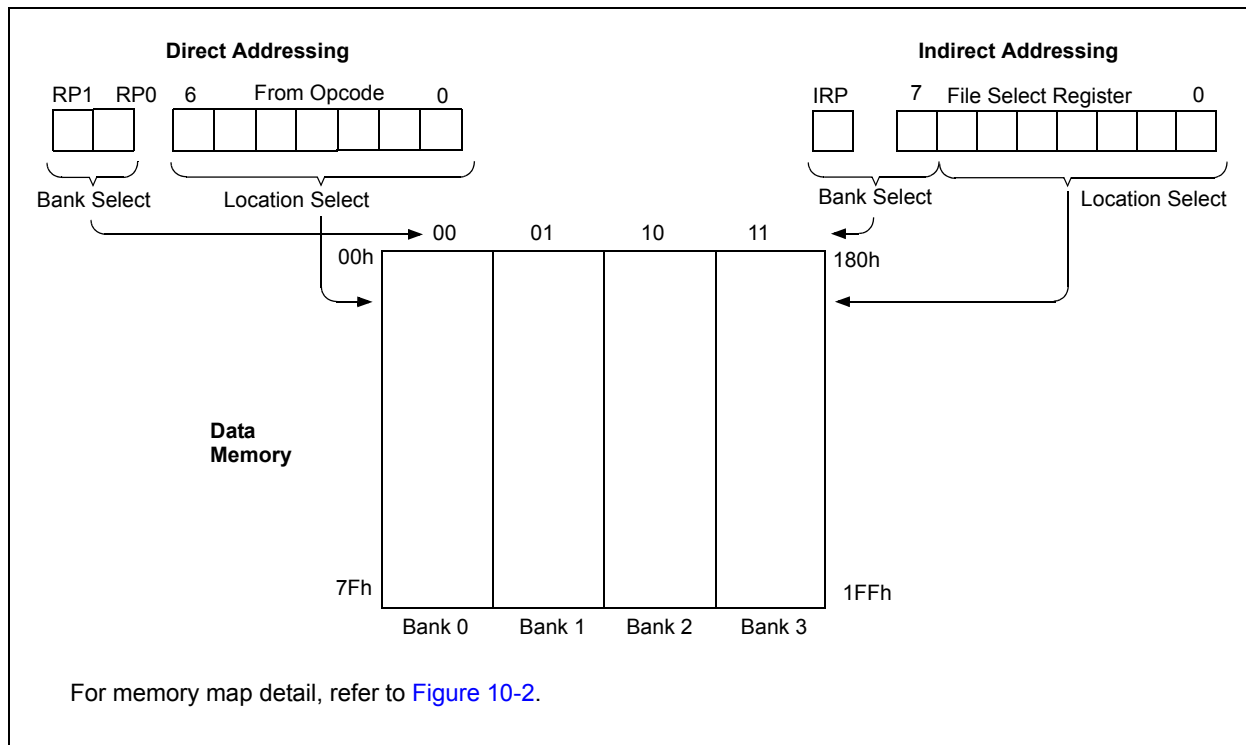 Direct Addressing
Indirect Addressing
RP1 RP0 6 From Opcode 0
IRP 7 File Select Register 0
Bank Select Location Select
Bank Select Location Select
00 01 10 11
00h 180h
Data
Memory
7Fh 1FFh
Bank 0 Bank 1 Bank 2 Bank 3
For memory map detail, refer to Figure 10-2.